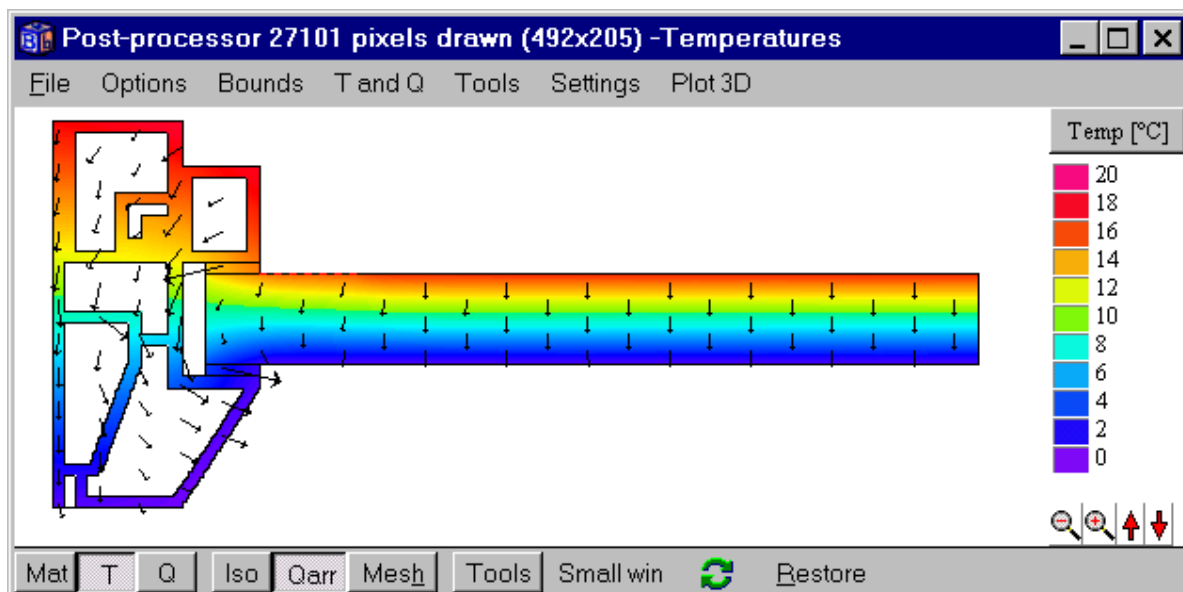 Post-processor 27101 pixels drawn (492x205) -Temperatures
File Options Bounds T and Q Tools Settings Plot 3D
Temp [°C]
20
18
16
14
12
10
8
6
4
2
0
Mat T Q Iso Qarr Mesh Tools Small win Restore